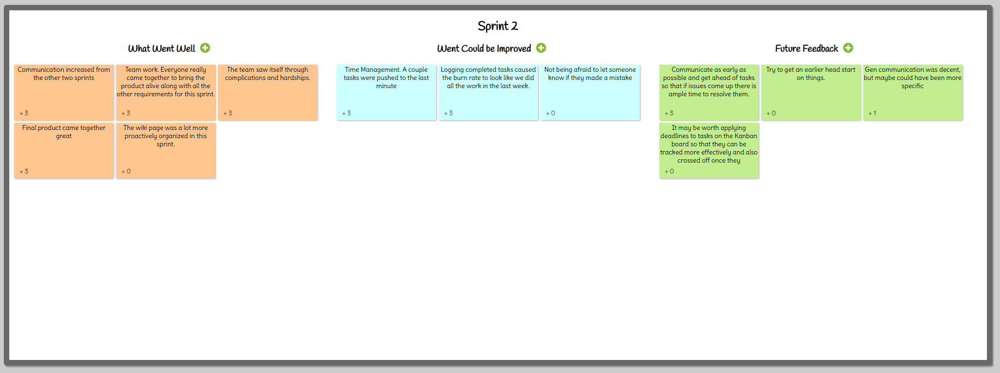 Sprint 2
What Went Well
Communication increased from
the other two sprints
+ 3
Team work. Everyone really
came together to bring the
product alive along with all the
other requirements for this sprint.
+ 3
The team saw itself through
complications and hardships.
+ 3
Final product came together
great
+ 3
The wiki page was a lot more
proactively organized in this
sprint.
+ 0
Went Could be Improved
Time Management. A couple
tasks were pushed to the last
minute
+ 3
Logging completed tasks caused
the burn rate to look like we did
all the work in the last week.
+ 3
Not being afraid to let someone
know if they made a mistake
+ 0
Future Feedback
Communicate as early as
possible and get ahead of tasks
so that if issues come up there is
ample time to resolve them.
+ 3
Try to get an earlier head start
on things.
+ 0
Gen communication was decent,
but maybe could have been more
specific
+ 1
It may be worth applying
deadlines to tasks on the Kanban
board so that they can be
tracked more effectively and also
crossed off once they
+ 0